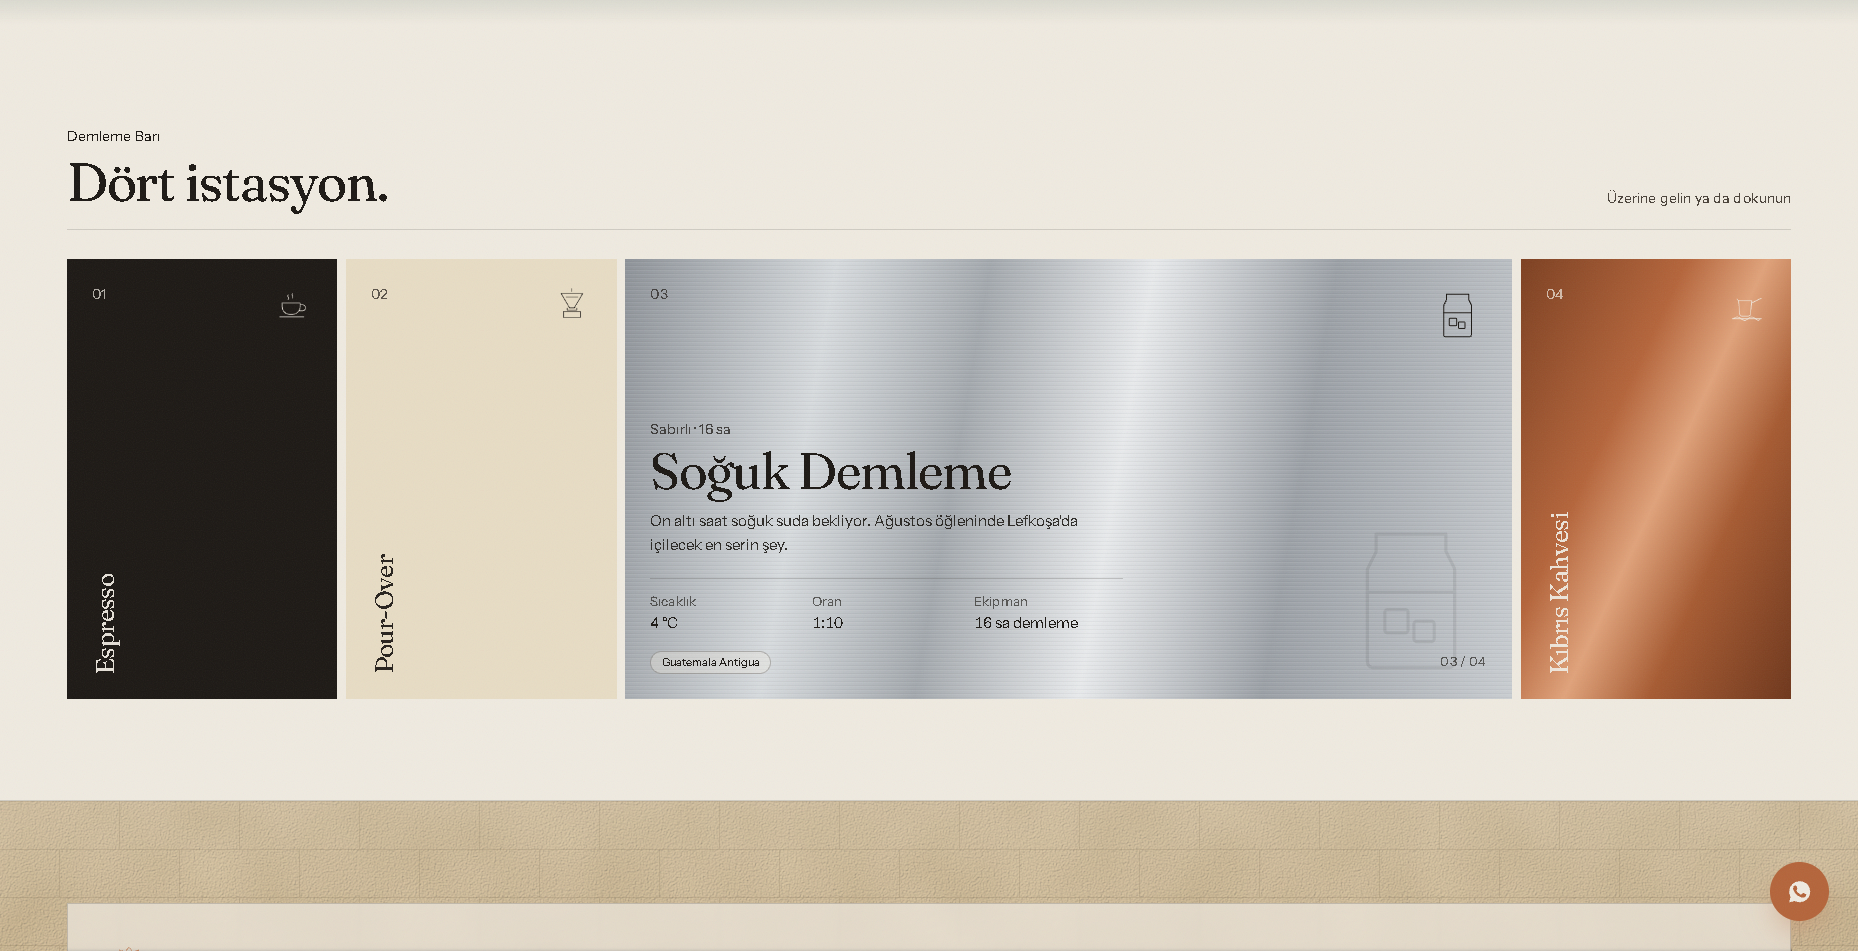 Demleme Barı
Dört istasyon.
Üzerine gelin ya da dokunun
01
Espresso
02
Pour-Over
03
Sabırlı · 16 sa
Soğuk Demleme
On altı saat soğuk suda bekliyor. Ağustos öğleninde Lefkoşa'da
içilecek en serin şey.
Sıcaklık
4 °C
Oran
1:10
Ekipman
16 sa demleme
Guatemala Antigua
03 / 04
04
Kıbrıs Kahvesi